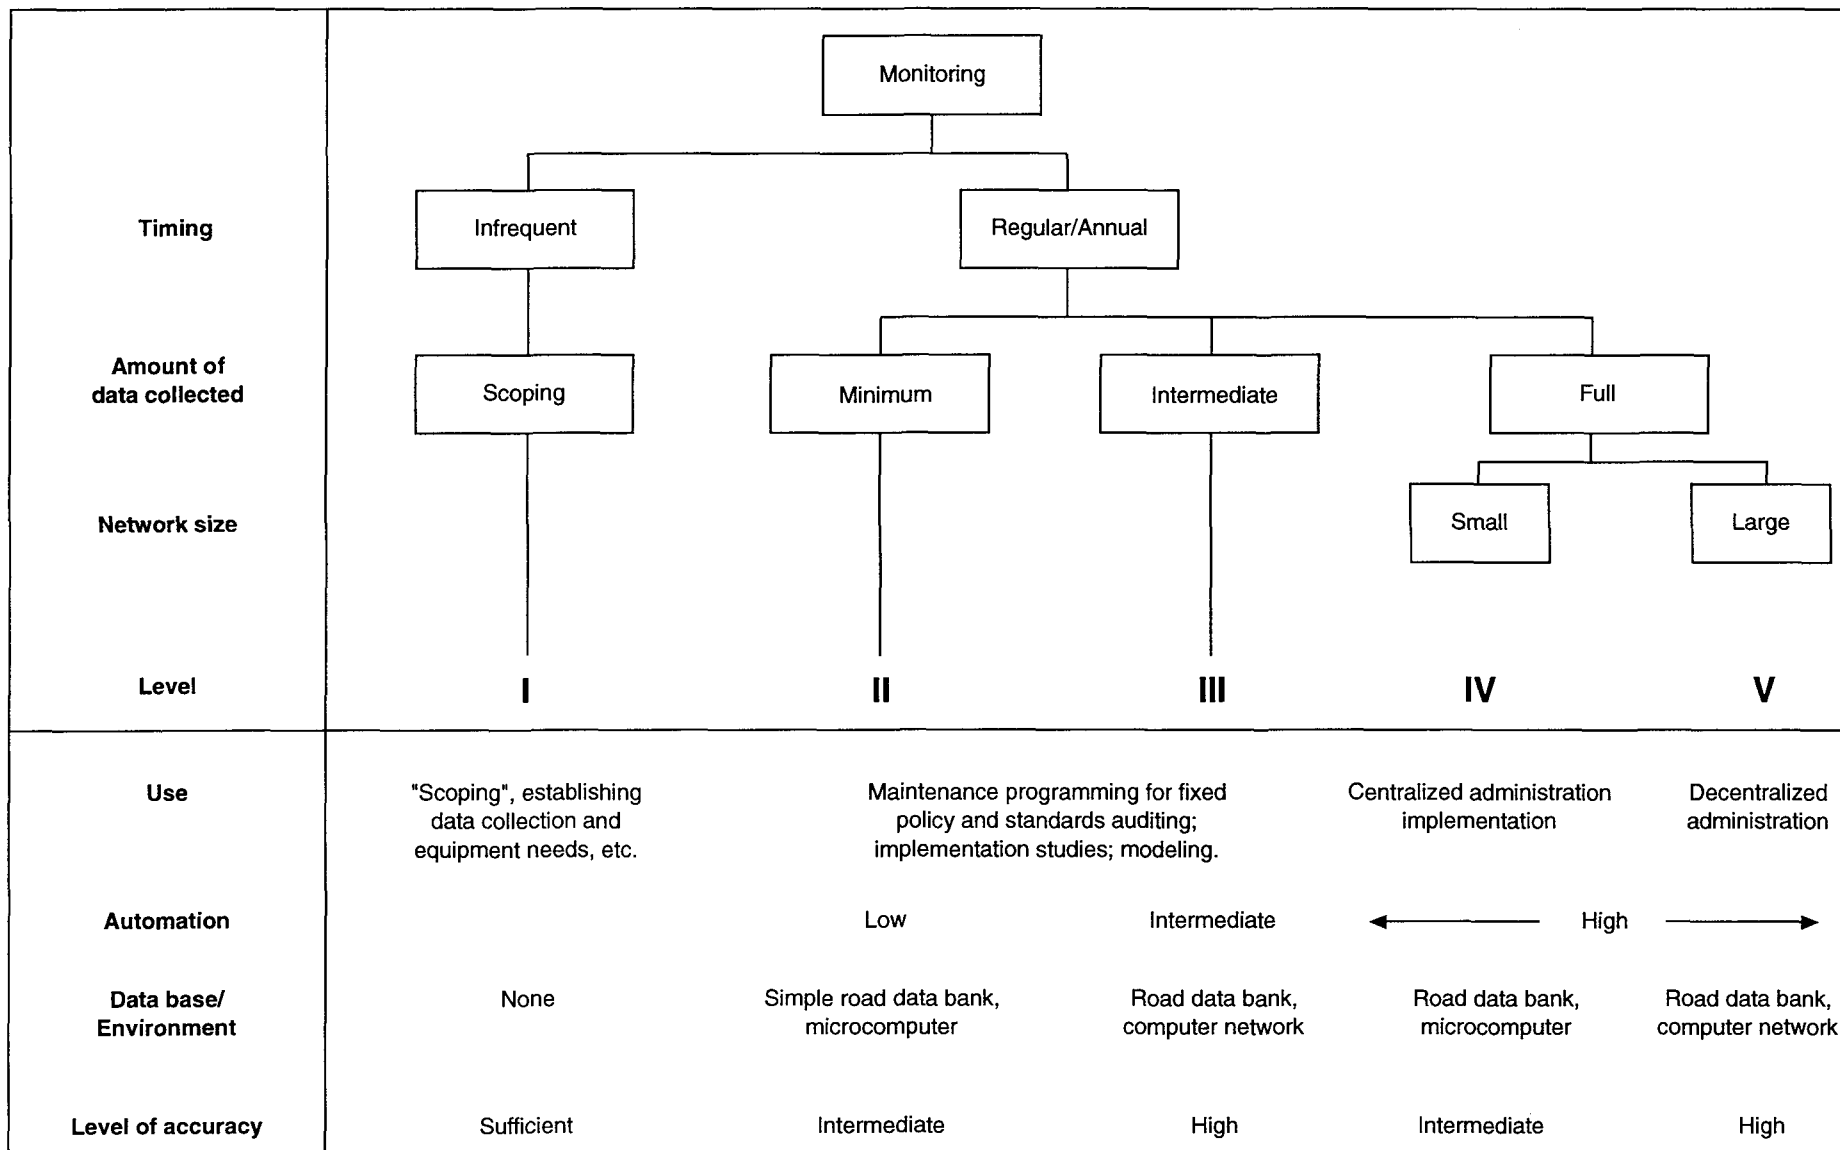 Monitoring
Timing
Infrequent
Regular/Annual
Amount of
data collected
Scoping
Minimum
Intermediate
Full
Network size
Small
Large
Level
I
II
III
IV
V
Use
"Scoping", establishing
data collection and
equipment needs, etc.
Maintenance programming for fixed
policy and standards auditing;
implementation studies; modeling.
Centralized administration
implementation
Decentralized
administration
Automation
Low
Intermediate
High
Data base/
Environment
None
Simple road data bank,
microcomputer
Road data bank,
computer network
Road data bank,
microcomputer
Road data bank,
computer network
Level of accuracy
Sufficient
Intermediate
High
Intermediate
High